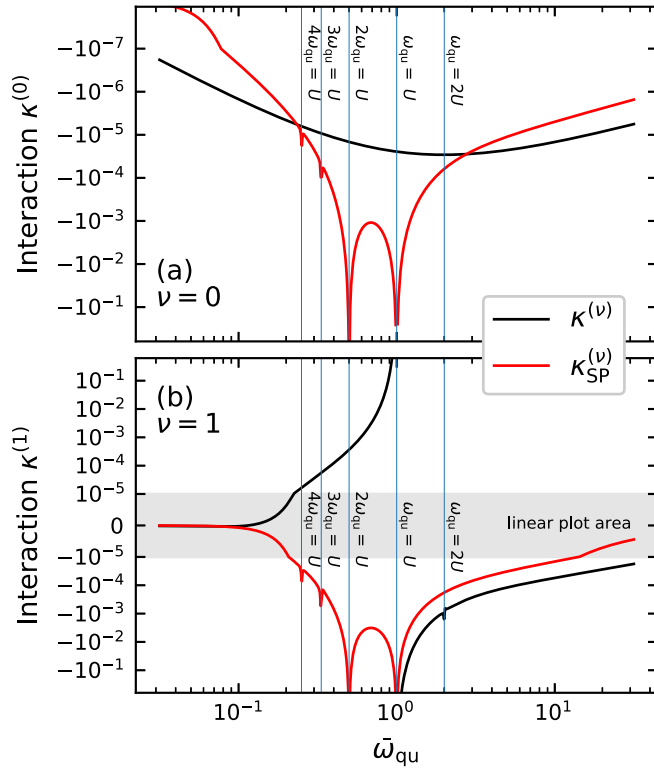 Interaction κ^(0)
-10^-7
-10^-6
-10^-5
-10^-4
-10^-3
-10^-2
-10^-1
4ω_qu = U
3ω_qu = U
2ω_qu = U
ω_qu = U
ω_qu = 2U
(a)
ν = 0
κ^(ν)
κ_SP^(ν)
Interaction κ^(1)
10^-1
10^-2
10^-3
10^-4
10^-5
0
-10^-5
-10^-4
-10^-3
-10^-2
-10^-1
(b)
ν = 1
4ω_qu = U
3ω_qu = U
2ω_qu = U
ω_qu = U
ω_qu = 2U
linear plot area
10^-1
10^0
10^1
ω̄_qu